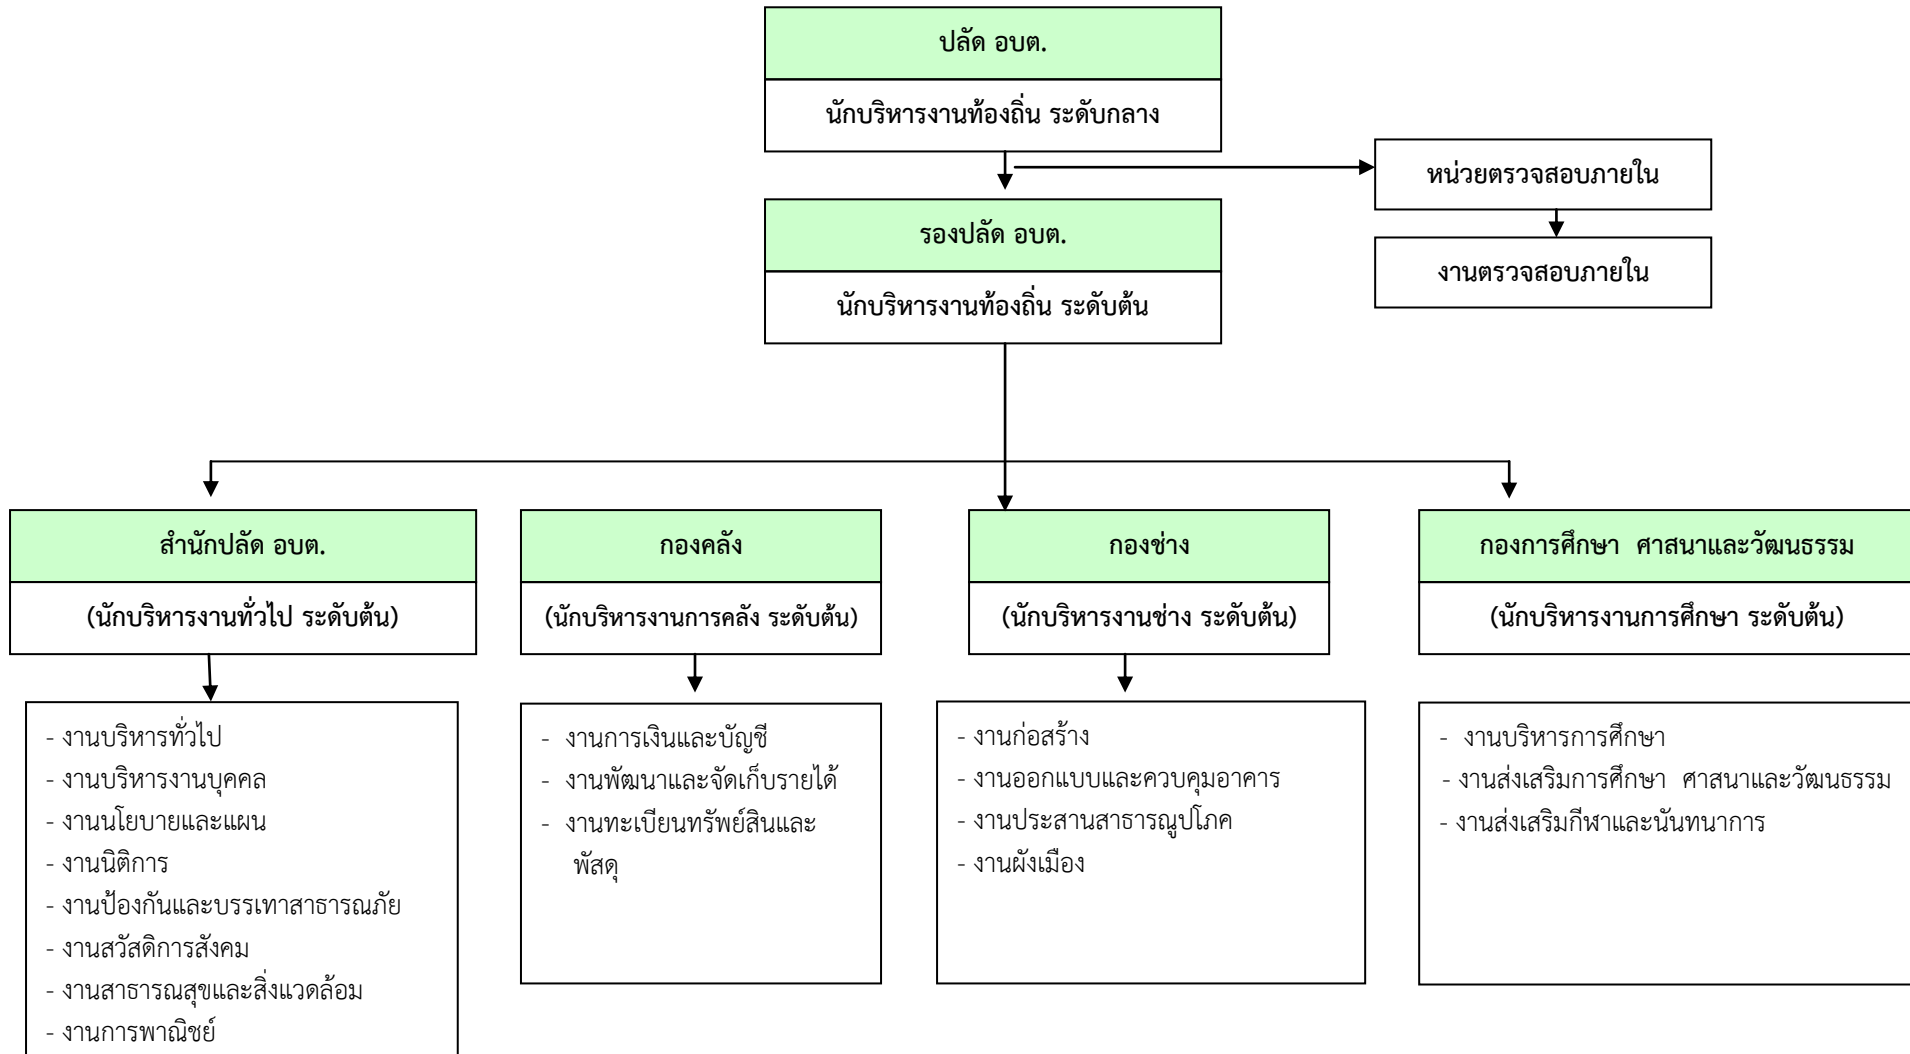 ปลัด อบต.
นักบริหารงานท้องถิ่น ระดับกลาง
หน่วยตรวจสอบภายใน
งานตรวจสอบภายใน
รองปลัด อบต.
นักบริหารงานท้องถิ่น ระดับต้น
สำนักปลัด อบต.
(นักบริหารงานทั่วไป ระดับต้น)
- งานบริหารทั่วไป
- งานบริหารงานบุคคล
- งานนโยบายและแผน
- งานนิติการ
- งานป้องกันและบรรเทาสาธารณภัย
- งานสวัสดิการสังคม
- งานสาธารณสุขและสิ่งแวดล้อม
- งานการพาณิชย์
กองคลัง
(นักบริหารงานการคลัง ระดับต้น)
- งานการเงินและบัญชี
- งานพัฒนาและจัดเก็บรายได้
- งานทะเบียนทรัพย์สินและ
พัสดุ
กองช่าง
(นักบริหารงานช่าง ระดับต้น)
- งานก่อสร้าง
- งานออกแบบและควบคุมอาคาร
- งานประสานสาธารณูปโภค
- งานผังเมือง
กองการศึกษา ศาสนาและวัฒนธรรม
(นักบริหารงานการศึกษา ระดับต้น)
- งานบริหารการศึกษา
- งานส่งเสริมการศึกษา ศาสนาและวัฒนธรรม
- งานส่งเสริมกีฬาและนันทนาการ